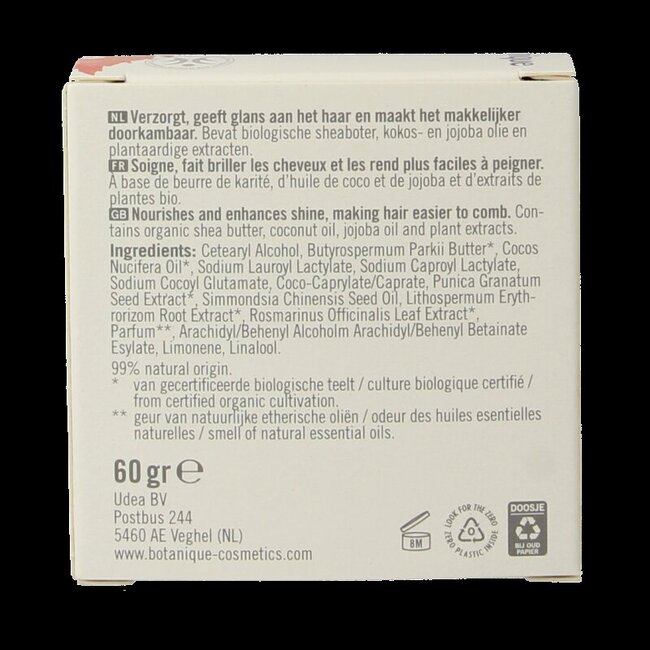 que
NL Verzorgt, geeft glans aan het haar en maakt het makkelijker
doorkambaar. Bevat biologische sheaboter, kokos- en jojoba olie en
plantaardige extracten.
FR Soigne, fait briller les cheveux et les rend plus faciles à peigner.
À base de beurre de karité, d'huile de coco et de jojoba et d'extraits de
plantes bio.
GB Nourishes and enhances shine, making hair easier to comb. Con-
tains organic shea butter, coconut oil, jojoba oil and plant extracts.
Ingredients: Cetearyl Alcohol, Butyrospermum Parkii Butter*, Cocos
Nucifera Oil*, Sodium Lauroyl Lactylate, Sodium Caproyl Lactylate,
Sodium Cocoyl Glutamate, Coco-Caprylate/Caprate, Punica Granatum
Seed Extract*, Simmondsia Chinensis Seed Oil, Lithospermum Eryth-
rorizom Root Extract*, Rosmarinus Officinalis Leaf Extract*,
Parfum**, Arachidyl/Behenyl Alcoholm Arachidyl/Behenyl Betainate
Esylate, Limonene, Linalool.
99% natural origin.
* van gecertificeerde biologische teelt / culture biologique certifié /
from certified organic cultivation.
** geur van natuurlijke etherische oliën / odeur des huiles esentielles
naturelles / smell of natural essential oils.
60 gr e
Udea BV
Postbus 244
5460 AE Veghel (NL)
www.botanique-cosmetics.com
8M
LOOK FOR THE ZERO
ZERO PLASTIC INSIDE
DOOSJE
BIJ OUD
PAPIER